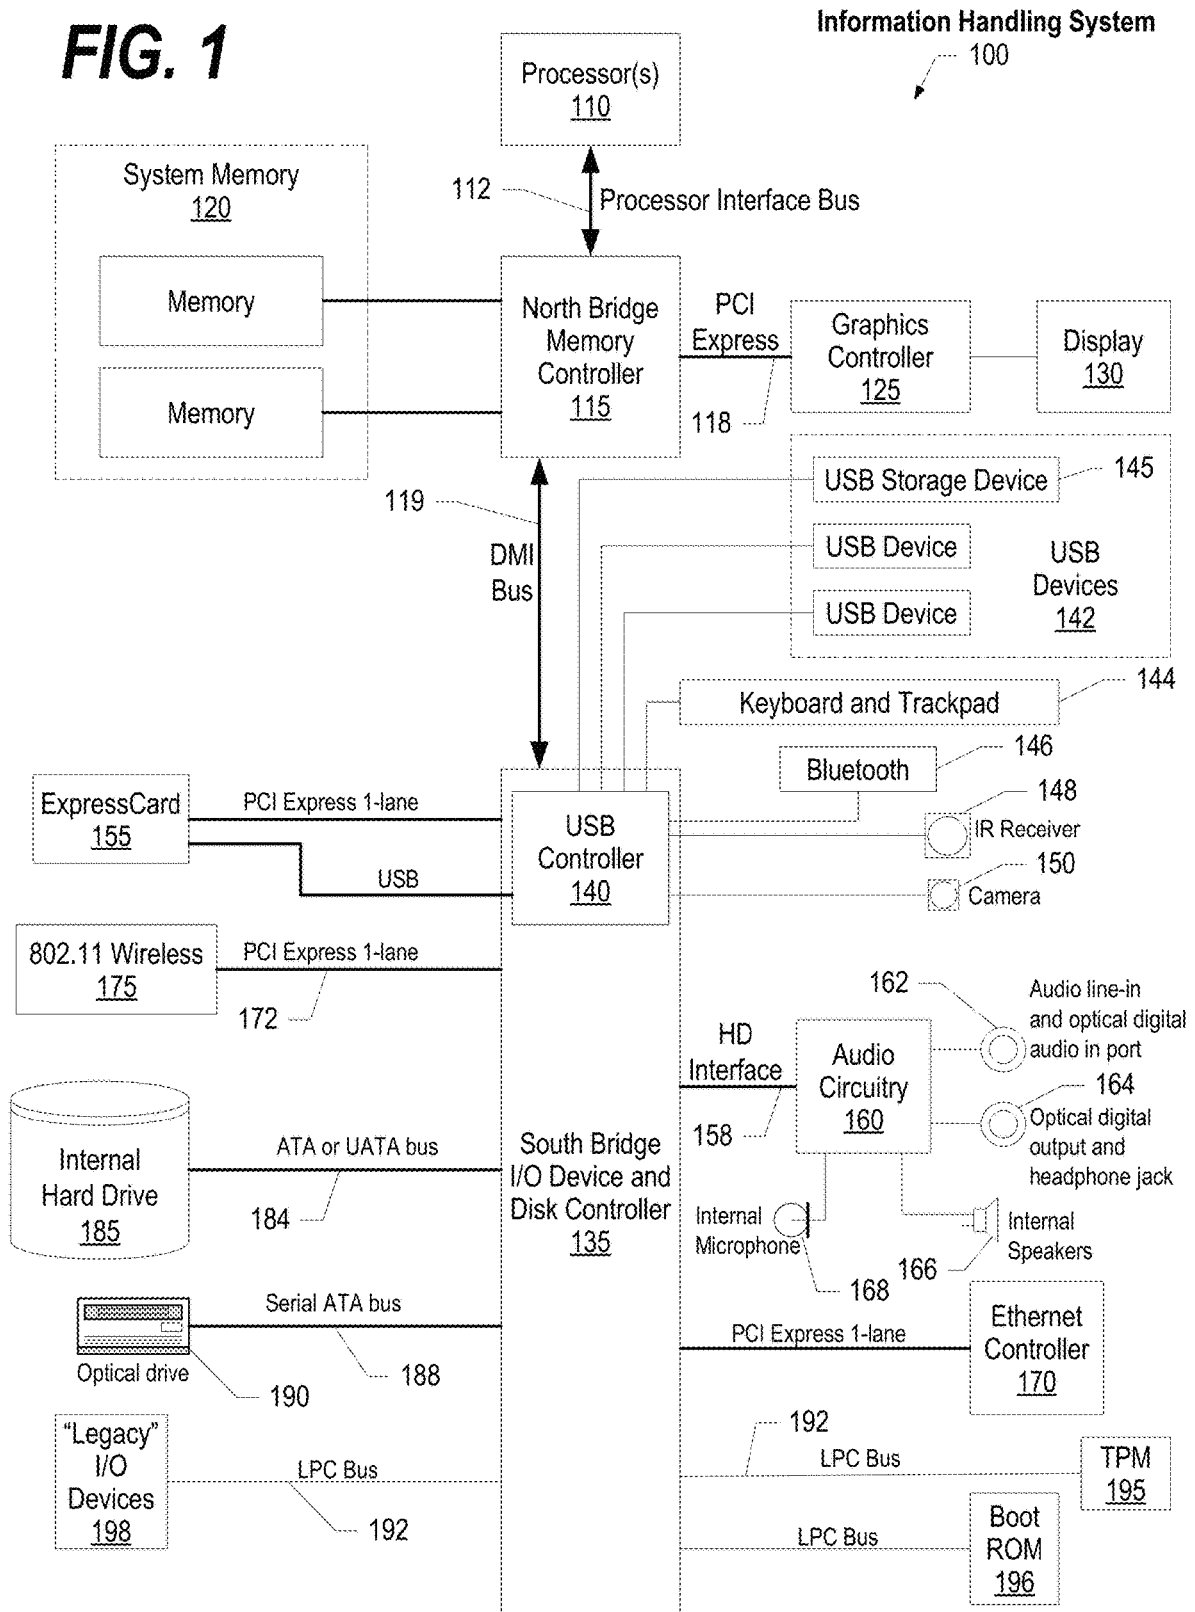 FIG. 1
Information Handling System
100
Processor(s)
110
System Memory
120
112
Processor Interface Bus
Memory
Memory
North Bridge
Memory
Controller
115
PCI
Express
118
Graphics
Controller
125
Display
130
119
DMI
Bus
USB Storage Device
145
USB Device
USB Device
USB
Devices
142
Keyboard and Trackpad
144
Bluetooth
146
ExpressCard
155
PCI Express 1-lane
USB
USB
Controller
140
148
IR Receiver
150
Camera
802.11 Wireless
175
PCI Express 1-lane
172
162
Audio line-in
and optical digital
audio in port
HD
Interface
158
Audio
Circuitry
160
164
Optical digital
output and
headphone jack
Internal
Hard Drive
185
ATA or UATA bus
184
South Bridge
I/O Device and
Disk Controller
135
Internal
Microphone
168
166
Internal
Speakers
Optical drive
190
Serial ATA bus
188
PCI Express 1-lane
Ethernet
Controller
170
"Legacy"
I/O
Devices
198
LPC Bus
192
192
LPC Bus
TPM
195
LPC Bus
Boot
ROM
196